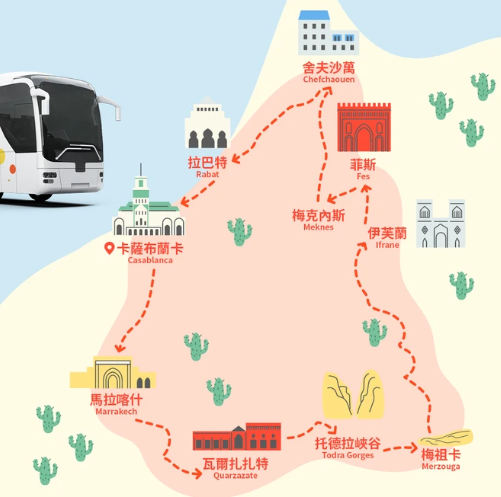 舍夫沙萬
Chefchaouen
拉巴特
Rabat
菲斯
Fes
梅克內斯
Meknes
伊芙蘭
Ifrane
卡薩布蘭卡
Casablanca
馬拉喀什
Marrakech
瓦爾扎扎特
Quarzazate
托德拉峽谷
Todra Gorges
梅祖卡
Merzouga